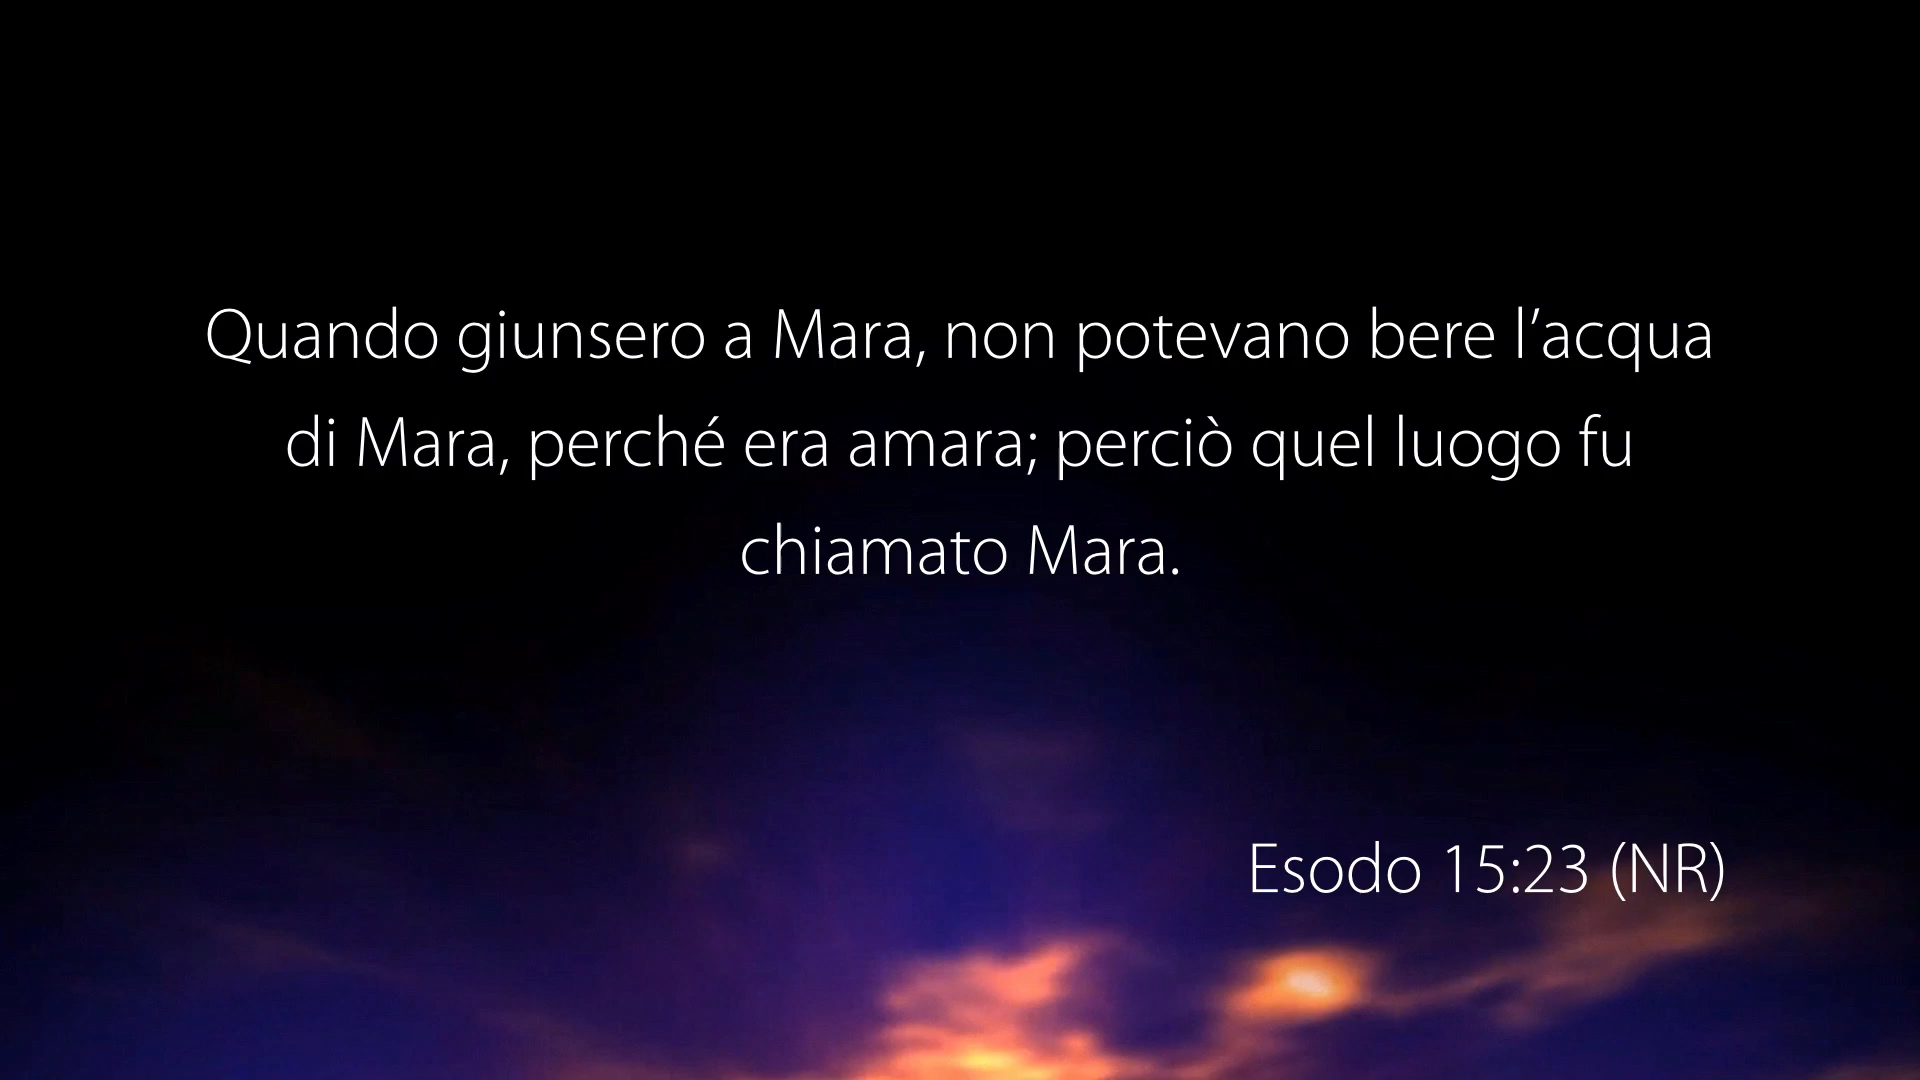 Quando giunsero a Mara, non potevano bere l’acqua
di Mara, perché era amara; perciò quel luogo fu
chiamato Mara.
Esodo 15:23 (NR)